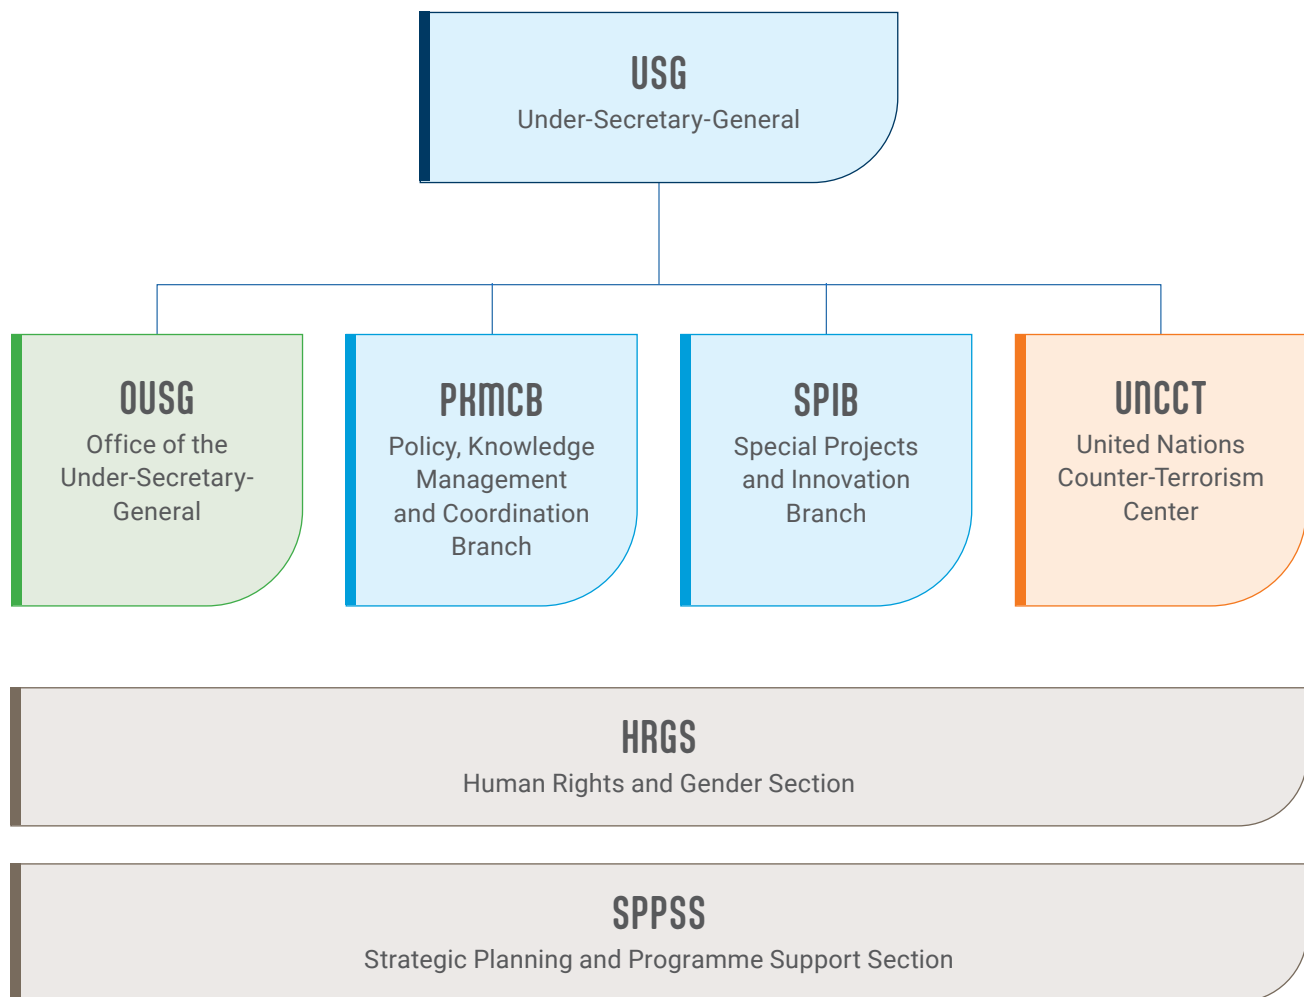 USG
Under-Secretary-General
OUSG
Office of the
Under-Secretary-
General
PKMCB
Policy, Knowledge
Management
and Coordination
Branch
SPIB
Special Projects
and Innovation
Branch
UNCCT
United Nations
Counter-Terrorism
Center
HRGS
Human Rights and Gender Section
SPPSS
Strategic Planning and Programme Support Section